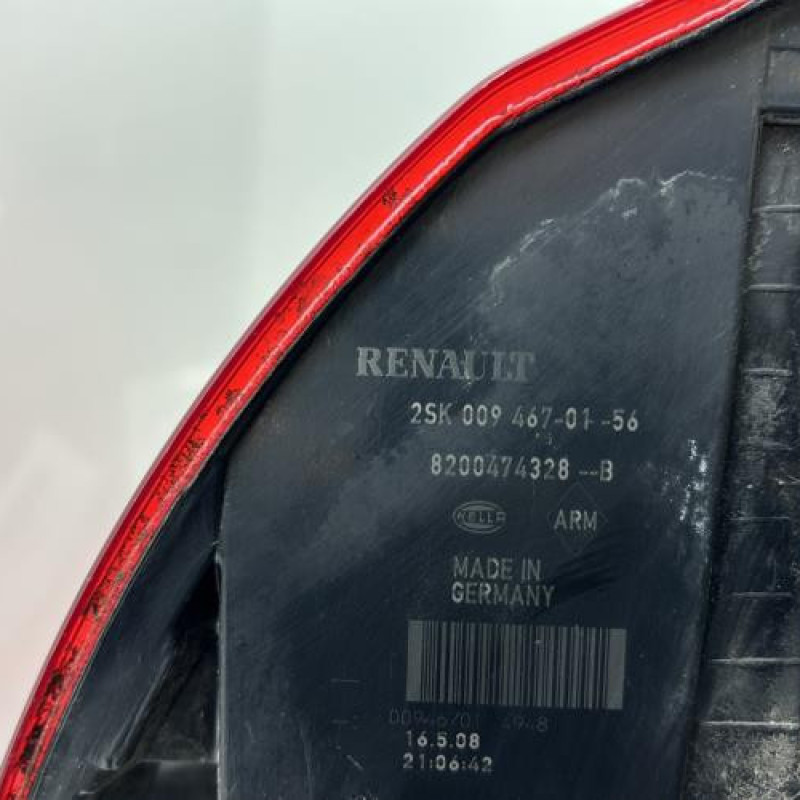 RENAULT
2SK 009 467-01-56
8200474328--B
HELLA ARM
MADE IN
GERMANY
16.5.08
21:06:42